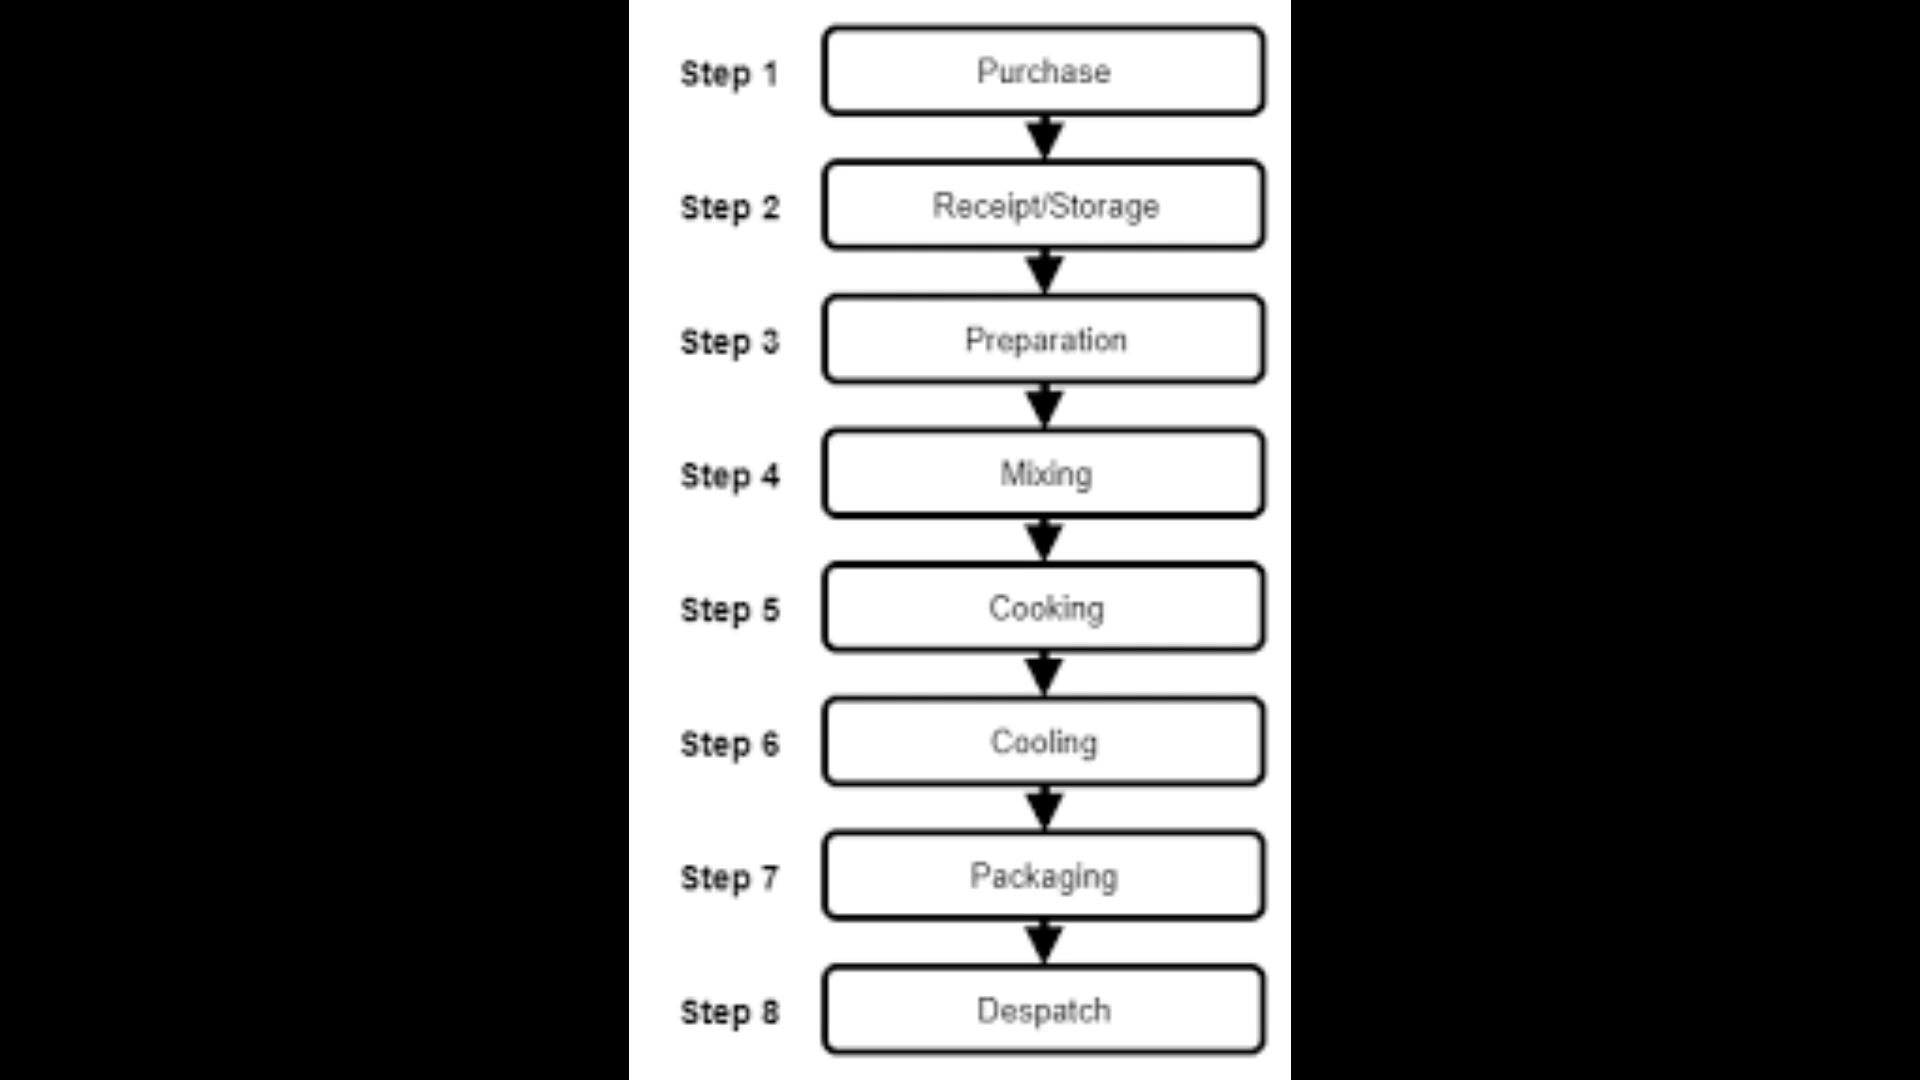 Step 1 Purchase
Step 2 Receipt/Storage
Step 3 Preparation
Step 4 Mixing
Step 5 Cooking
Step 6 Cooling
Step 7 Packaging
Step 8 Despatch